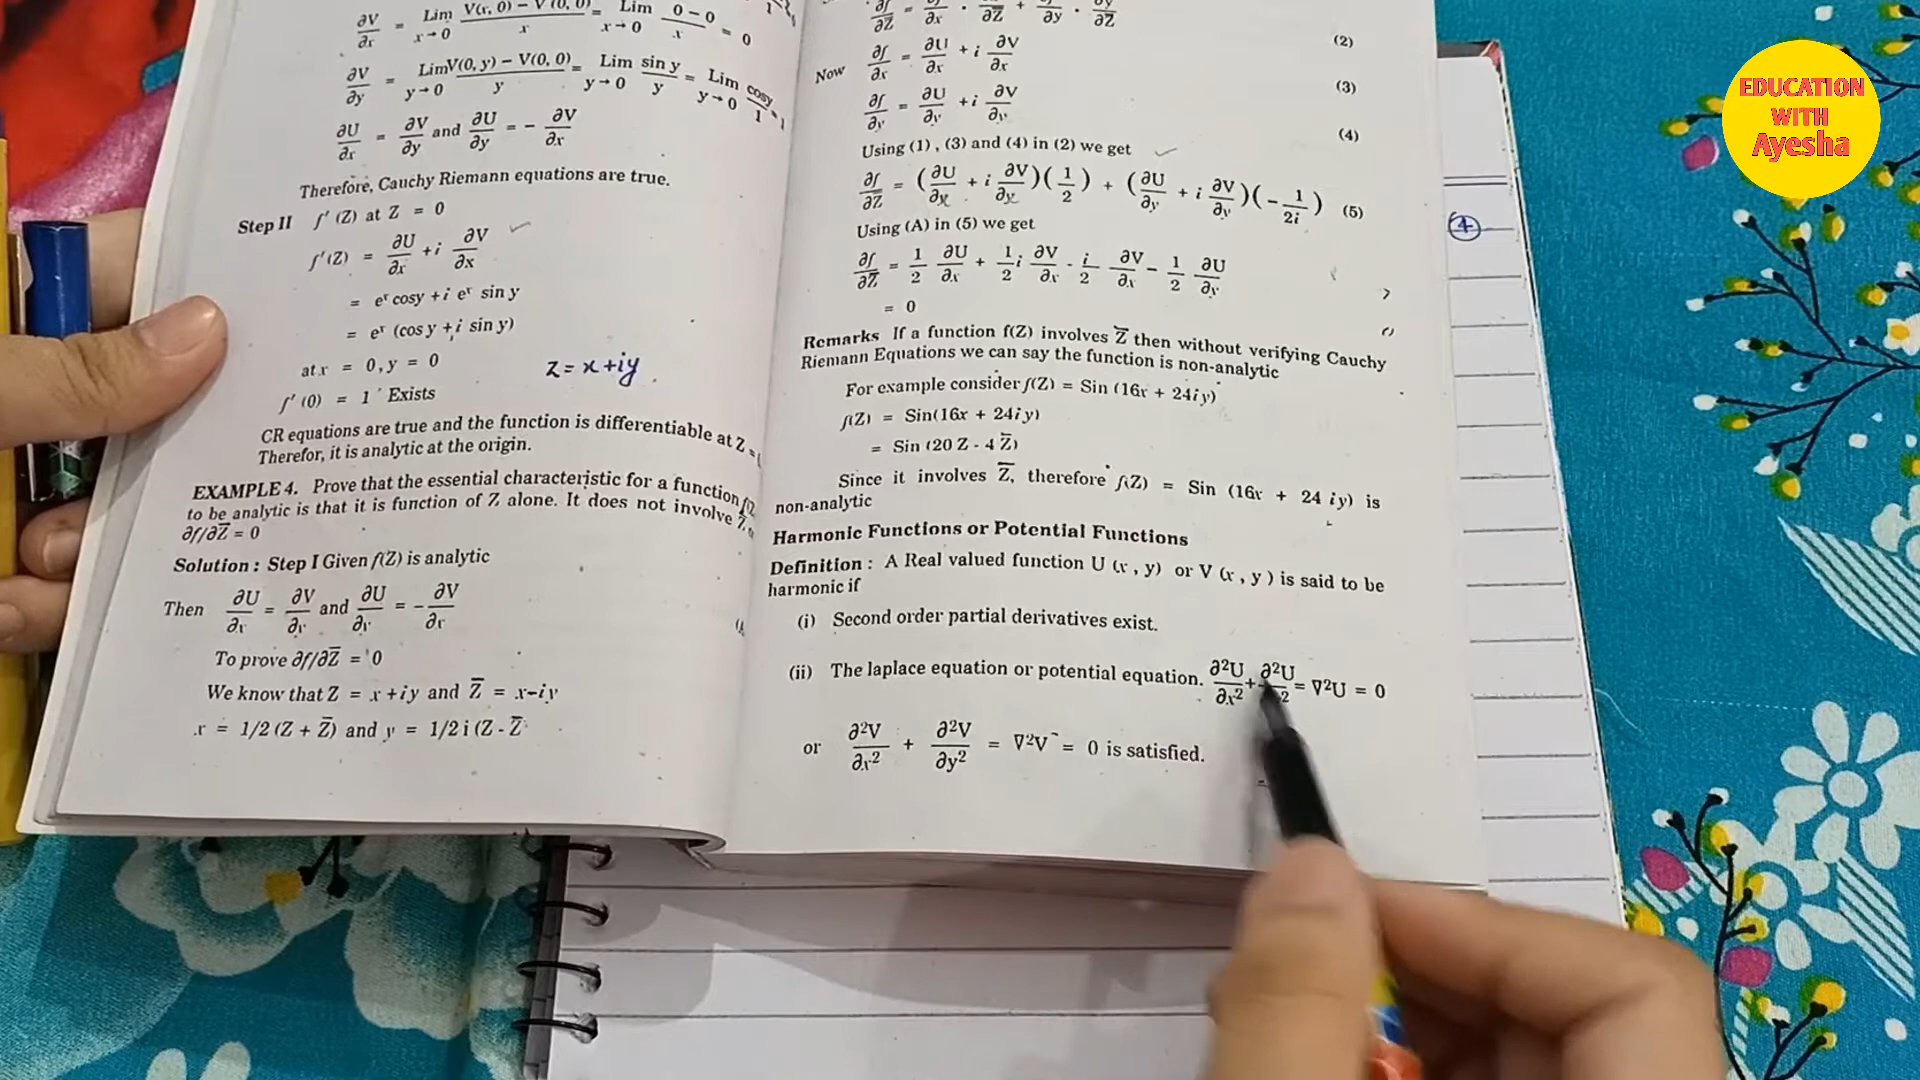 ∂V/∂x = Lim x→0 V(x, 0) – V (0, 0)/x = Lim x→0 0 – 0/x = 0
∂V/∂y = Lim y→0 V(0, y) – V(0, 0)/y = Lim y→0 sin y/y = Lim y→0 cosy/1 = 1
∂U/∂x = ∂V/∂y and ∂U/∂y = – ∂V/∂x
Therefore, Cauchy Riemann equations are true.
Step II f′ (Z) at Z = 0
f′(Z) = ∂U/∂x + i ∂V/∂x
= eˣ cosy + i eˣ sin y
= eˣ (cos y + i sin y)
at x = 0, y = 0
f′ (0) = 1 Exists
z = x + iy
CR equations are true and the function is differentiable at Z =
Therefor, it is analytic at the origin.
EXAMPLE 4. Prove that the essential characteristic for a function
to be analytic is that it is function of Z alone. It does not involve
∂f/∂Z̅ = 0
Solution : Step I Given f(Z) is analytic
Then ∂U/∂x = ∂V/∂y and ∂U/∂y = – ∂V/∂x
To prove ∂f/∂Z̅ = 0
We know that Z = x + iy and Z̅ = x–iy
x = 1/2 (Z + Z̅) and y = 1/2 i (Z - Z̅
∂f/∂Z̅ = ∂x · ∂Z̅ + ∂y · ∂Z̅
(2)
Now ∂f/∂x = ∂U/∂x + i ∂V/∂x
(3)
∂f/∂y = ∂U/∂y + i ∂V/∂y
(4)
Using (1) , (3) and (4) in (2) we get
∂f/∂Z̅ = (∂U/∂x + i ∂V/∂x)(1/2) + (∂U/∂y + i ∂V/∂y)(– 1/2i) (5)
Using (A) in (5) we get
∂f/∂Z̅ = 1/2 ∂U/∂x + 1/2 i ∂V/∂x - i/2 ∂V/∂x – 1/2 ∂U/∂x
= 0
Remarks If a function f(Z) involves Z̅ then without verifying Cauchy
Riemann Equations we can say the function is non-analytic
For example consider f(Z) = Sin (16x + 24iy)
f(Z) = Sin(16x + 24i y)
= Sin (20 Z - 4 Z̅)
Since it involves Z̅, therefore f(Z) = Sin (16x + 24 iy) is
non-analytic
Harmonic Functions or Potential Functions
Definition : A Real valued function U (x , y) or V (x , y ) is said to be
harmonic if
(i) Second order partial derivatives exist.
(ii) The laplace equation or potential equation. ∂²U/∂x² + ∂²U/ ² = ∇²U = 0
or ∂²V/∂x² + ∂²V/∂y² = ∇²V = 0 is satisfied.
4
EDUCATION
WITH
Ayesha